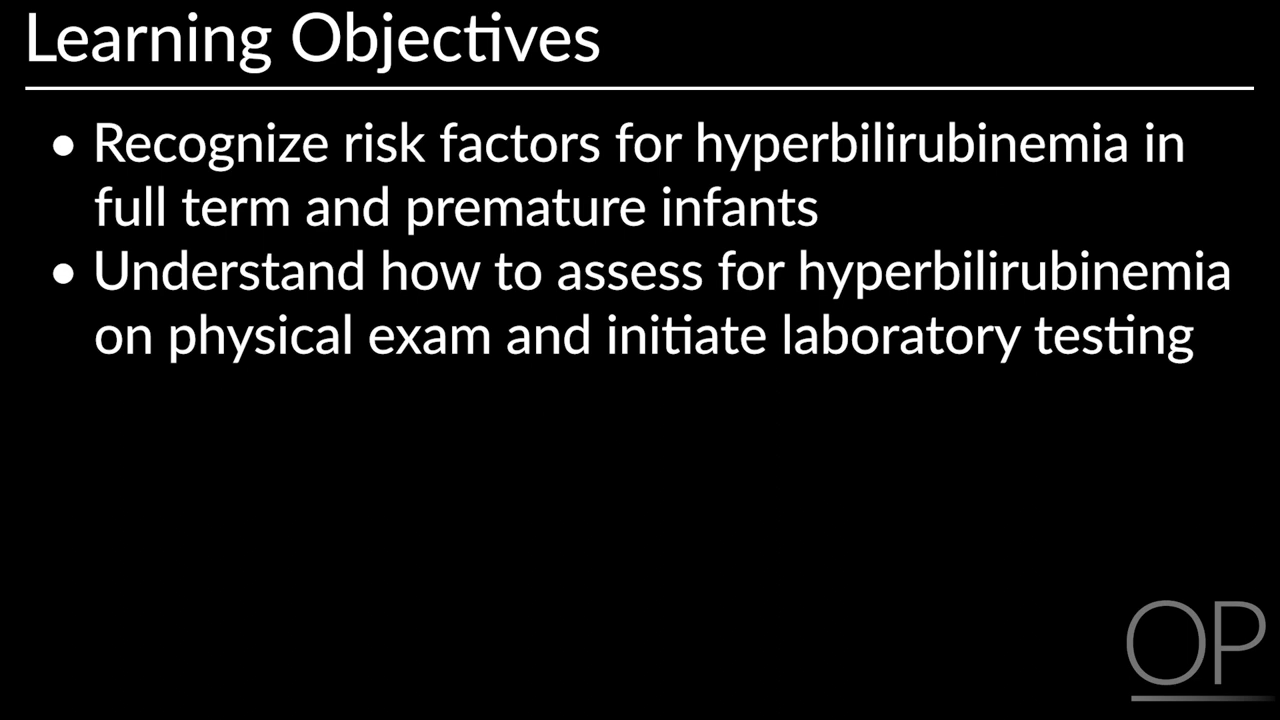 Learning Objectives
• Recognize risk factors for hyperbilirubinemia in
full term and premature infants
• Understand how to assess for hyperbilirubinemia
on physical exam and initiate laboratory testing
OP